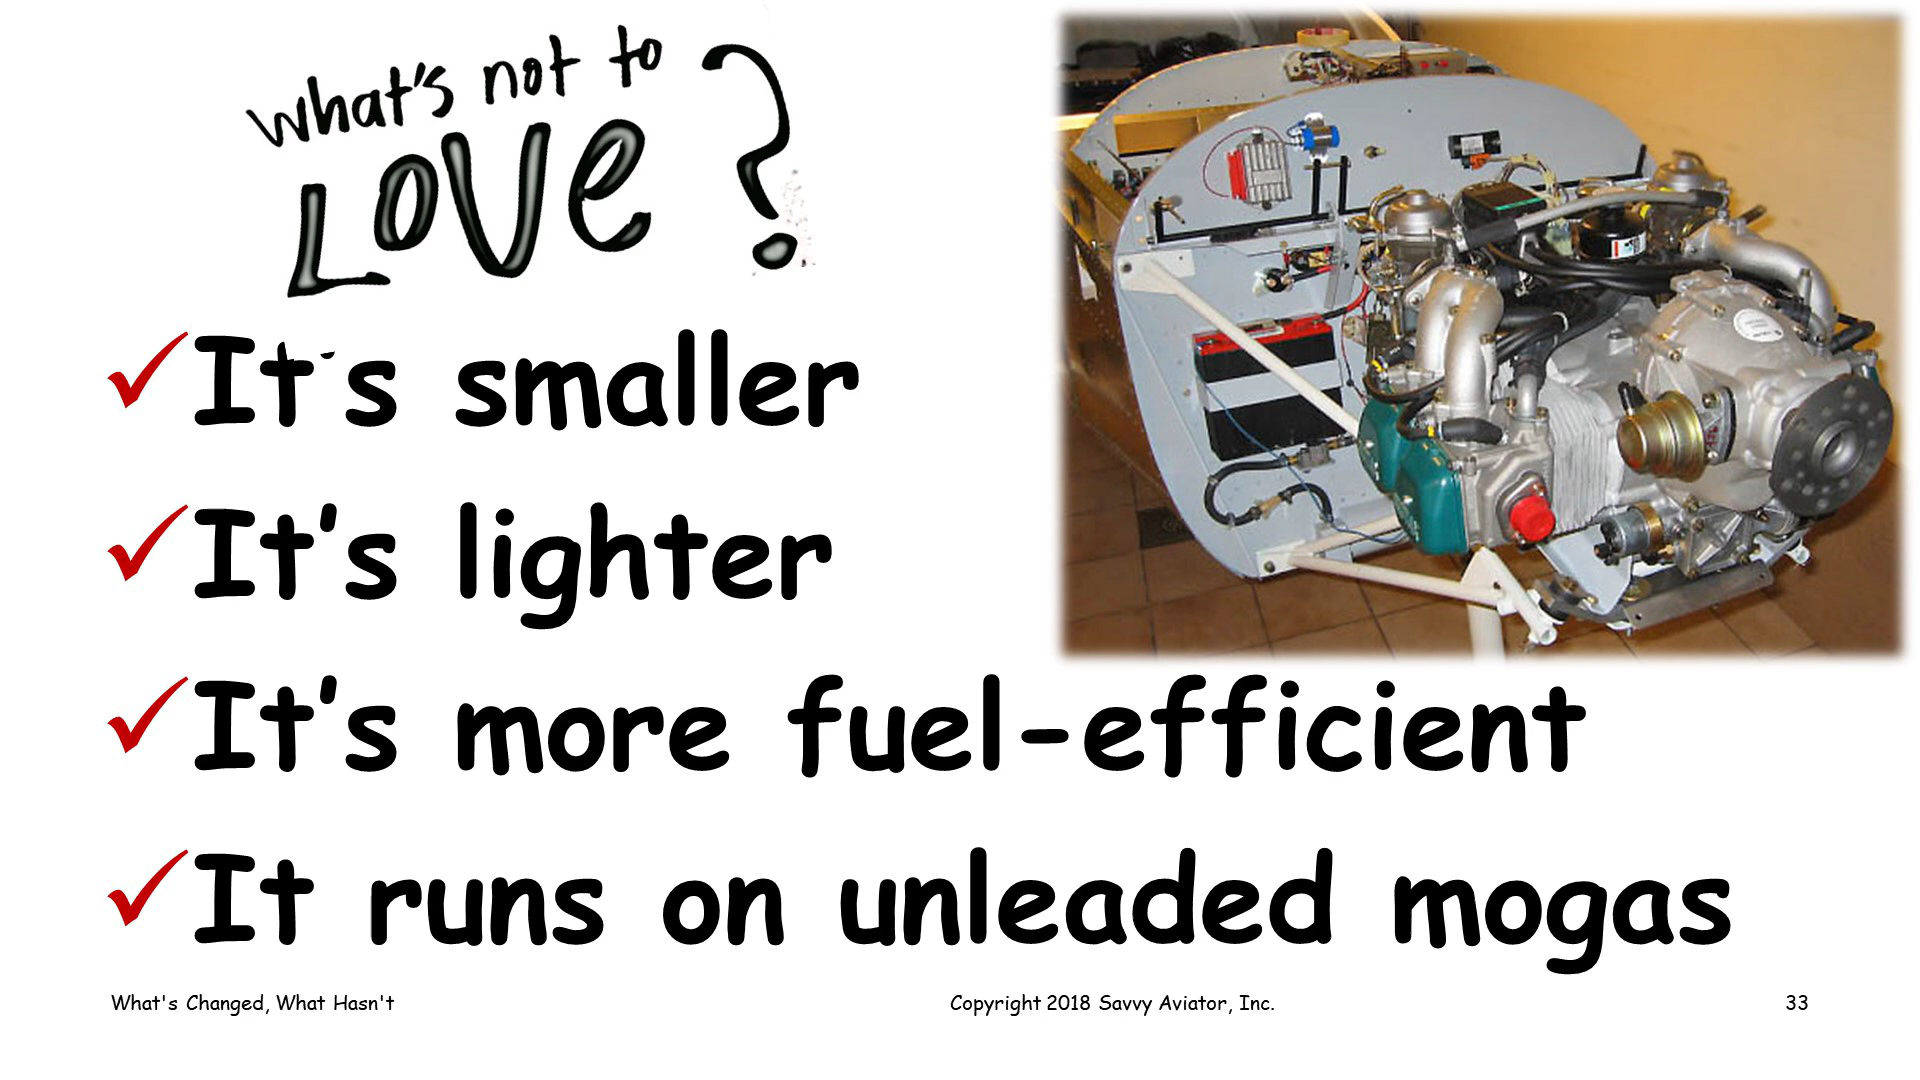 what's not to
LOVE?
✓It's smaller
✓It’s lighter
✓It’s more fuel-efficient
✓It runs on unleaded mogas
What's Changed, What Hasn't
Copyright 2018 Savvy Aviator, Inc.
33